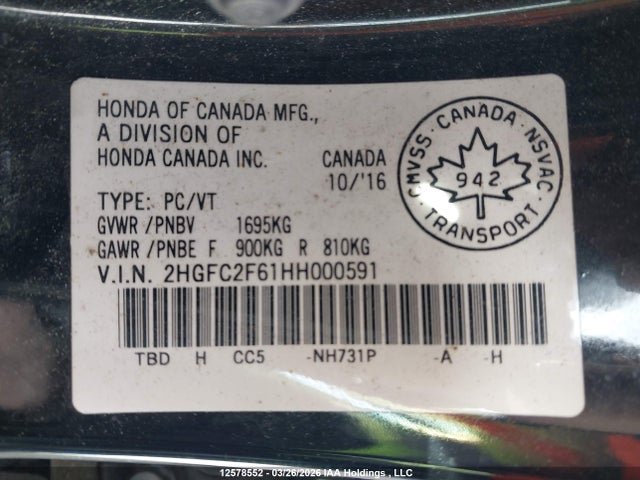 HONDA OF CANADA MFG.,
A DIVISION OF
HONDA CANADA INC. CANADA
10/'16
TYPE: PC/VT
GVWR /PNBV 1695KG
GAWR /PNBE F 900KG R 810KG
V.I.N. 2HGFC2F61HH000591
TBD H CC5 -NH731P -A -H
CMVSS · CANADA · NSVAC
942
· TRANSPORT ·
12578552 — 03/26/2026 IAA Holdings , LLC